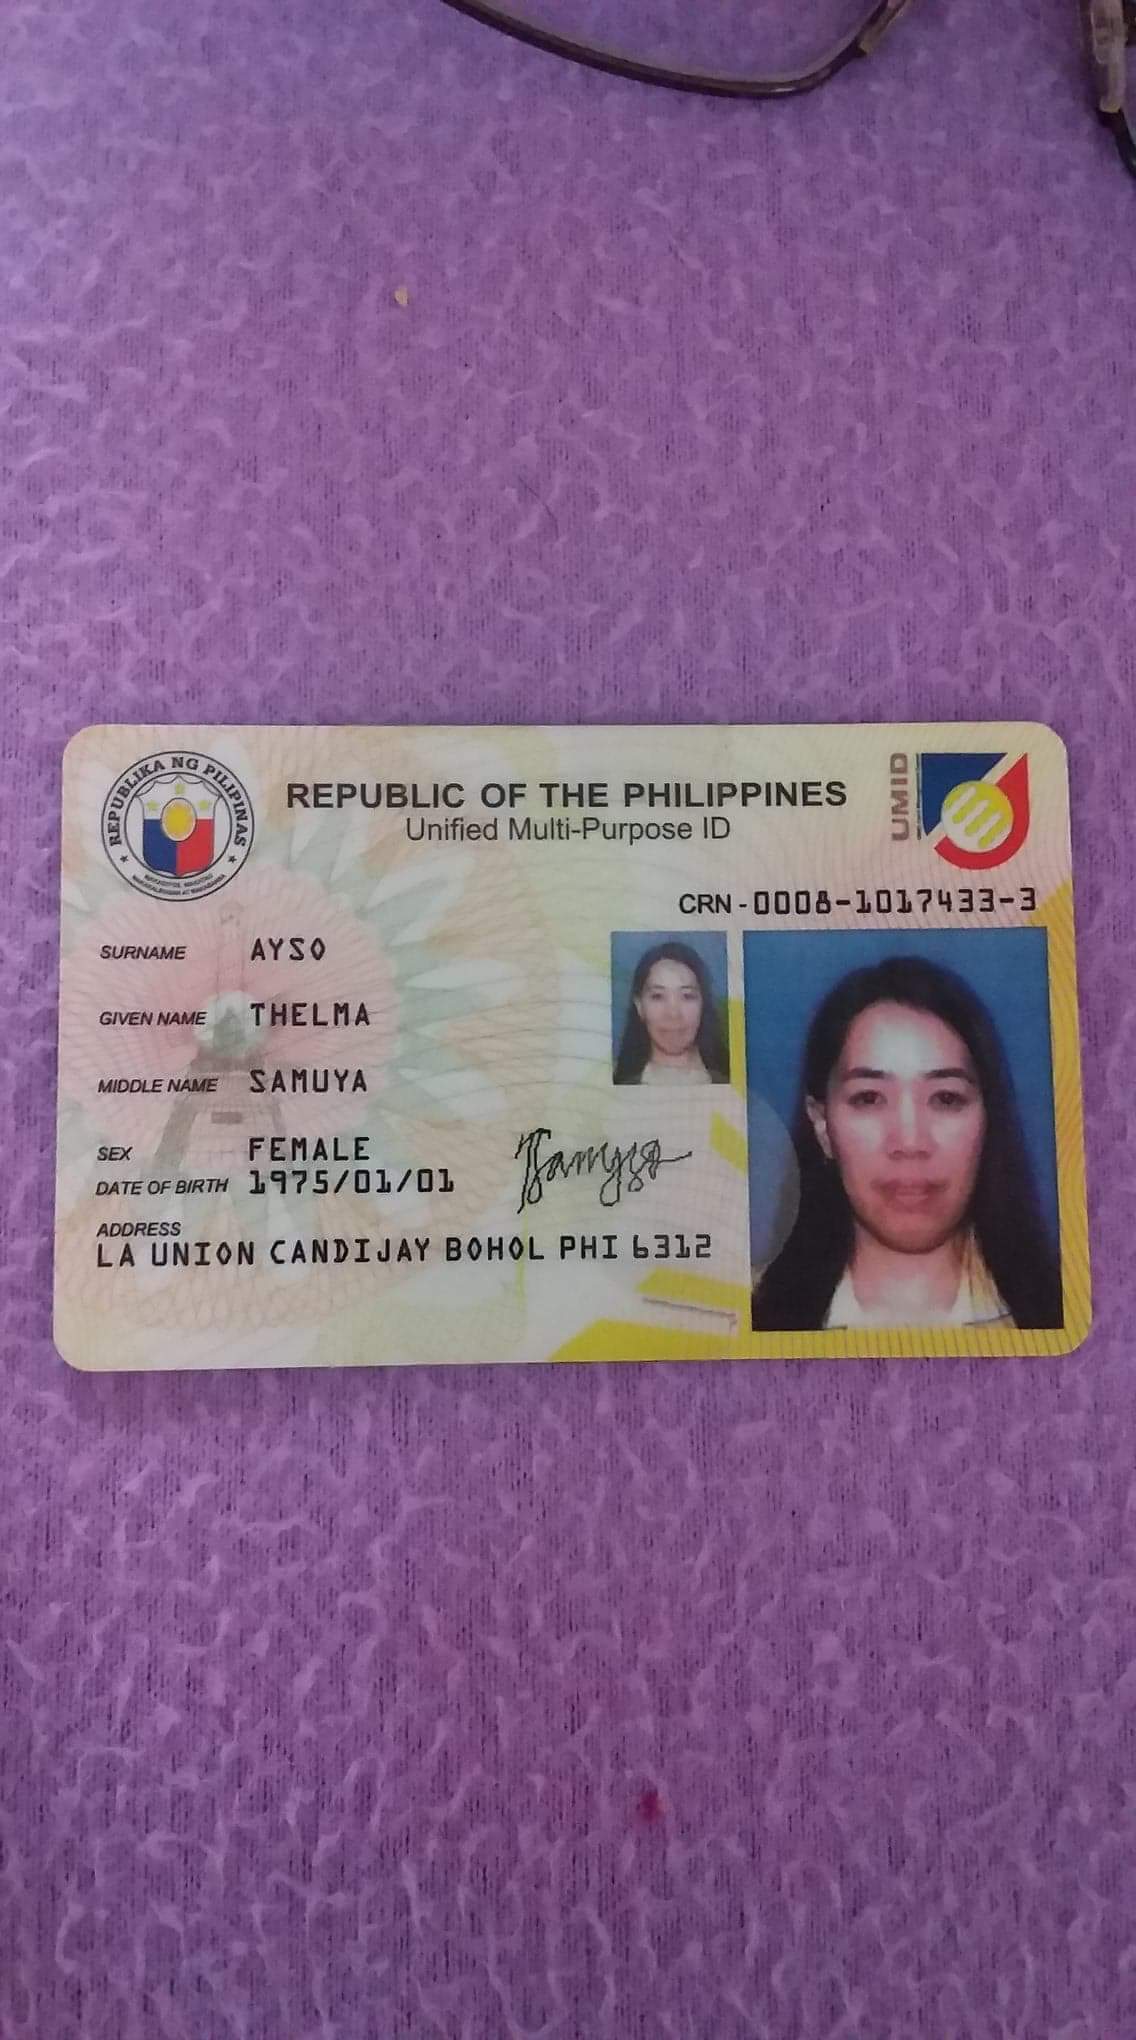 REPUBLIKA NG PILIPINAS
REPUBLIC OF THE PHILIPPINES
Unified Multi-Purpose ID
UMID
CRN - 0008-1017433-3
SURNAME AYSO
GIVEN NAME THELMA
MIDDLE NAME SAMUYA
SEX FEMALE
DATE OF BIRTH 1975/01/01
ADDRESS
LA UNION CANDIJAY BOHOL PHI 6312